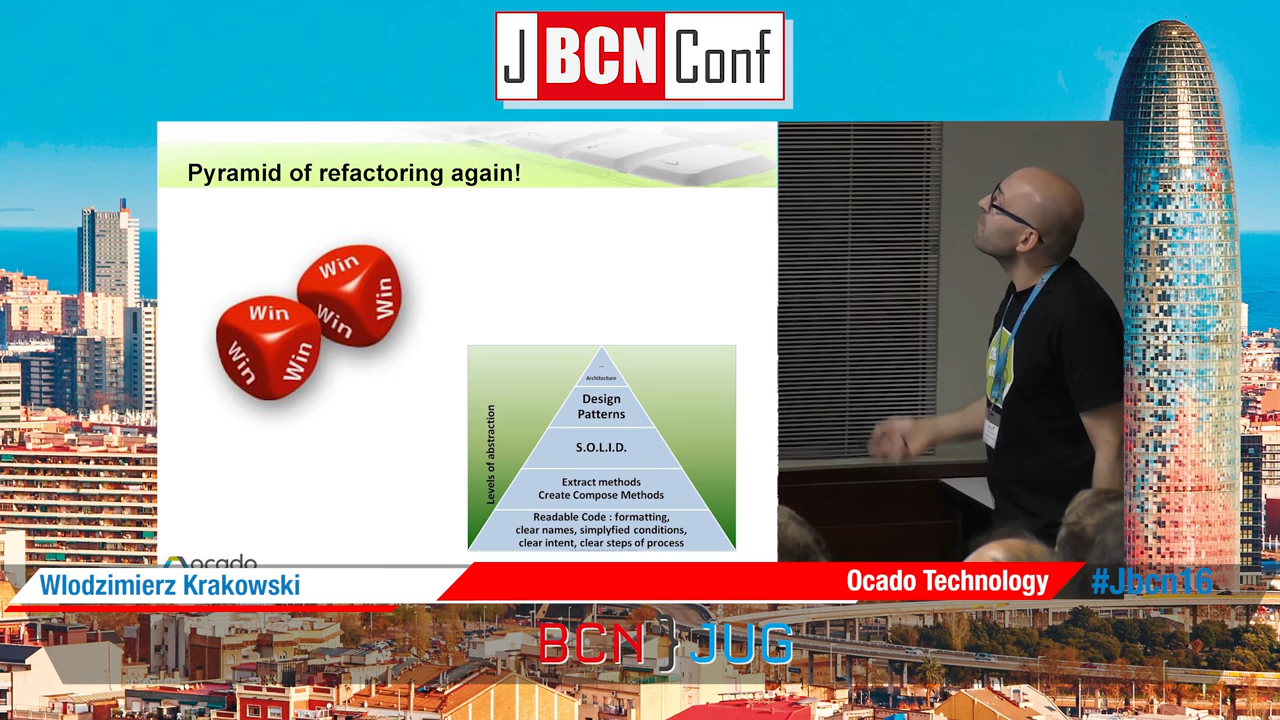 JBCNConf
Pyramid of refactoring again!
Win
Win
Win
Win
Win
Win
Levels of abstraction
...
Architecture
Design
Patterns
S.O.L.I.D.
Extract methods
Create Compose Methods
Readable Code : formatting,
clear names, simplyfied conditions,
clear intent, clear steps of process
ocado
Wlodzimierz Krakowski
Ocado Technology
#Jbcn16
BCN JUG